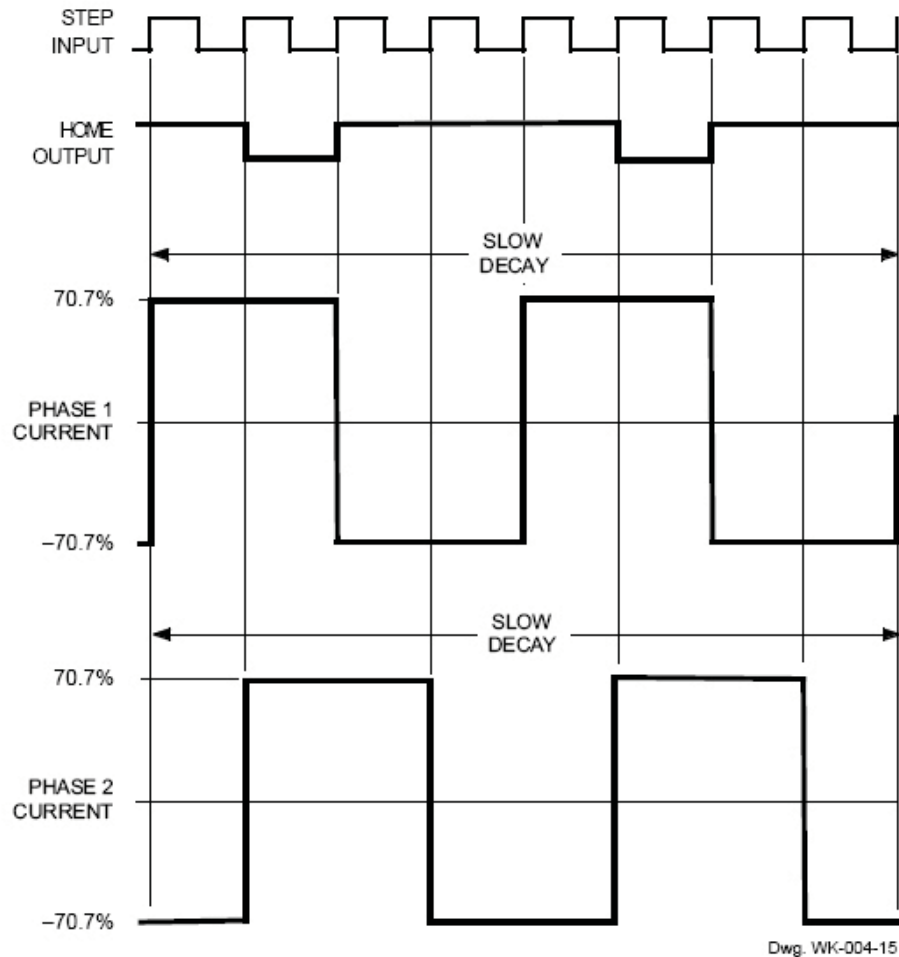 STEP
INPUT
HOME
OUTPUT
SLOW
DECAY
70.7%
PHASE 1
CURRENT
–70.7%
SLOW
DECAY
70.7%
PHASE 2
CURRENT
–70.7%
Dwg. WK-004-15